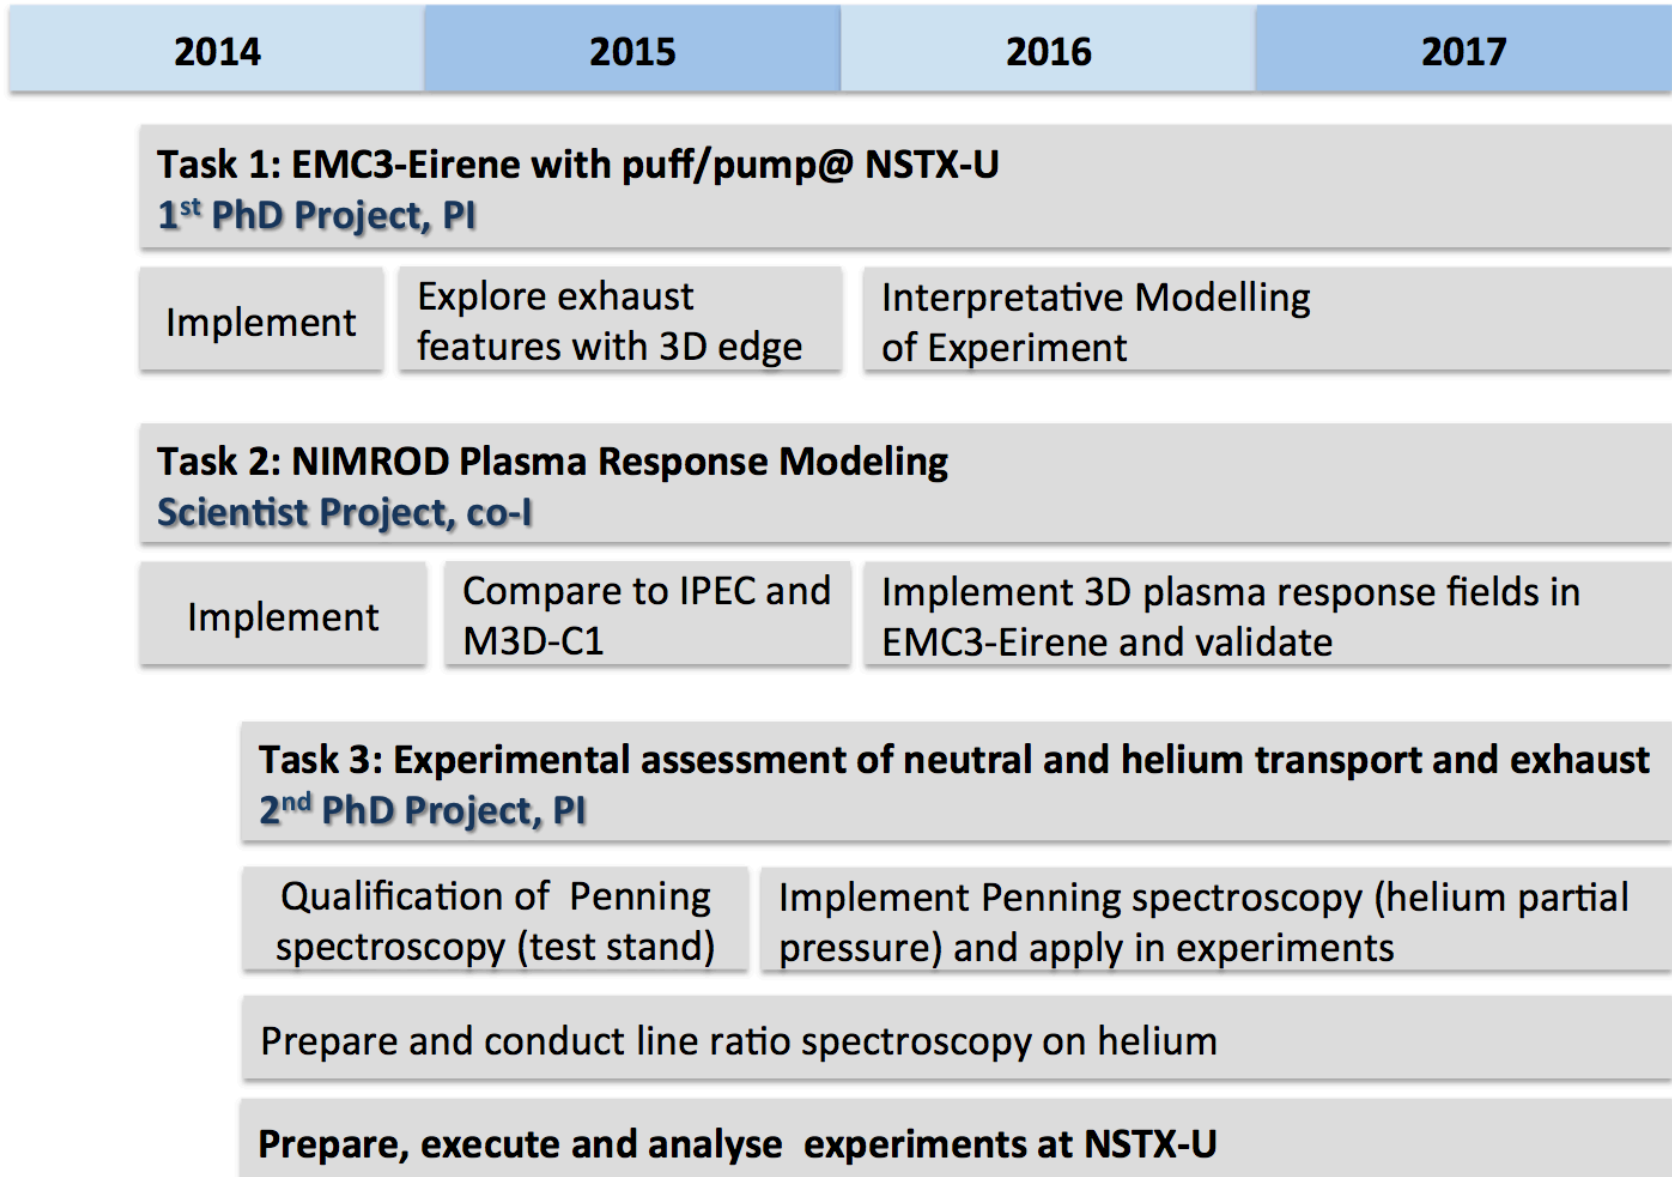 2014 2015 2016 2017
Task 1: EMC3-Eirene with puff/pump@ NSTX-U
1st PhD Project, PI
Implement
Explore exhaust
features with 3D edge
Interpretative Modelling
of Experiment
Task 2: NIMROD Plasma Response Modeling
Scientist Project, co-I
Implement
Compare to IPEC and
M3D-C1
Implement 3D plasma response fields in
EMC3-Eirene and validate
Task 3: Experimental assessment of neutral and helium transport and exhaust
2nd PhD Project, PI
Qualification of Penning
spectroscopy (test stand)
Implement Penning spectroscopy (helium partial
pressure) and apply in experiments
Prepare and conduct line ratio spectroscopy on helium
Prepare, execute and analyse experiments at NSTX-U